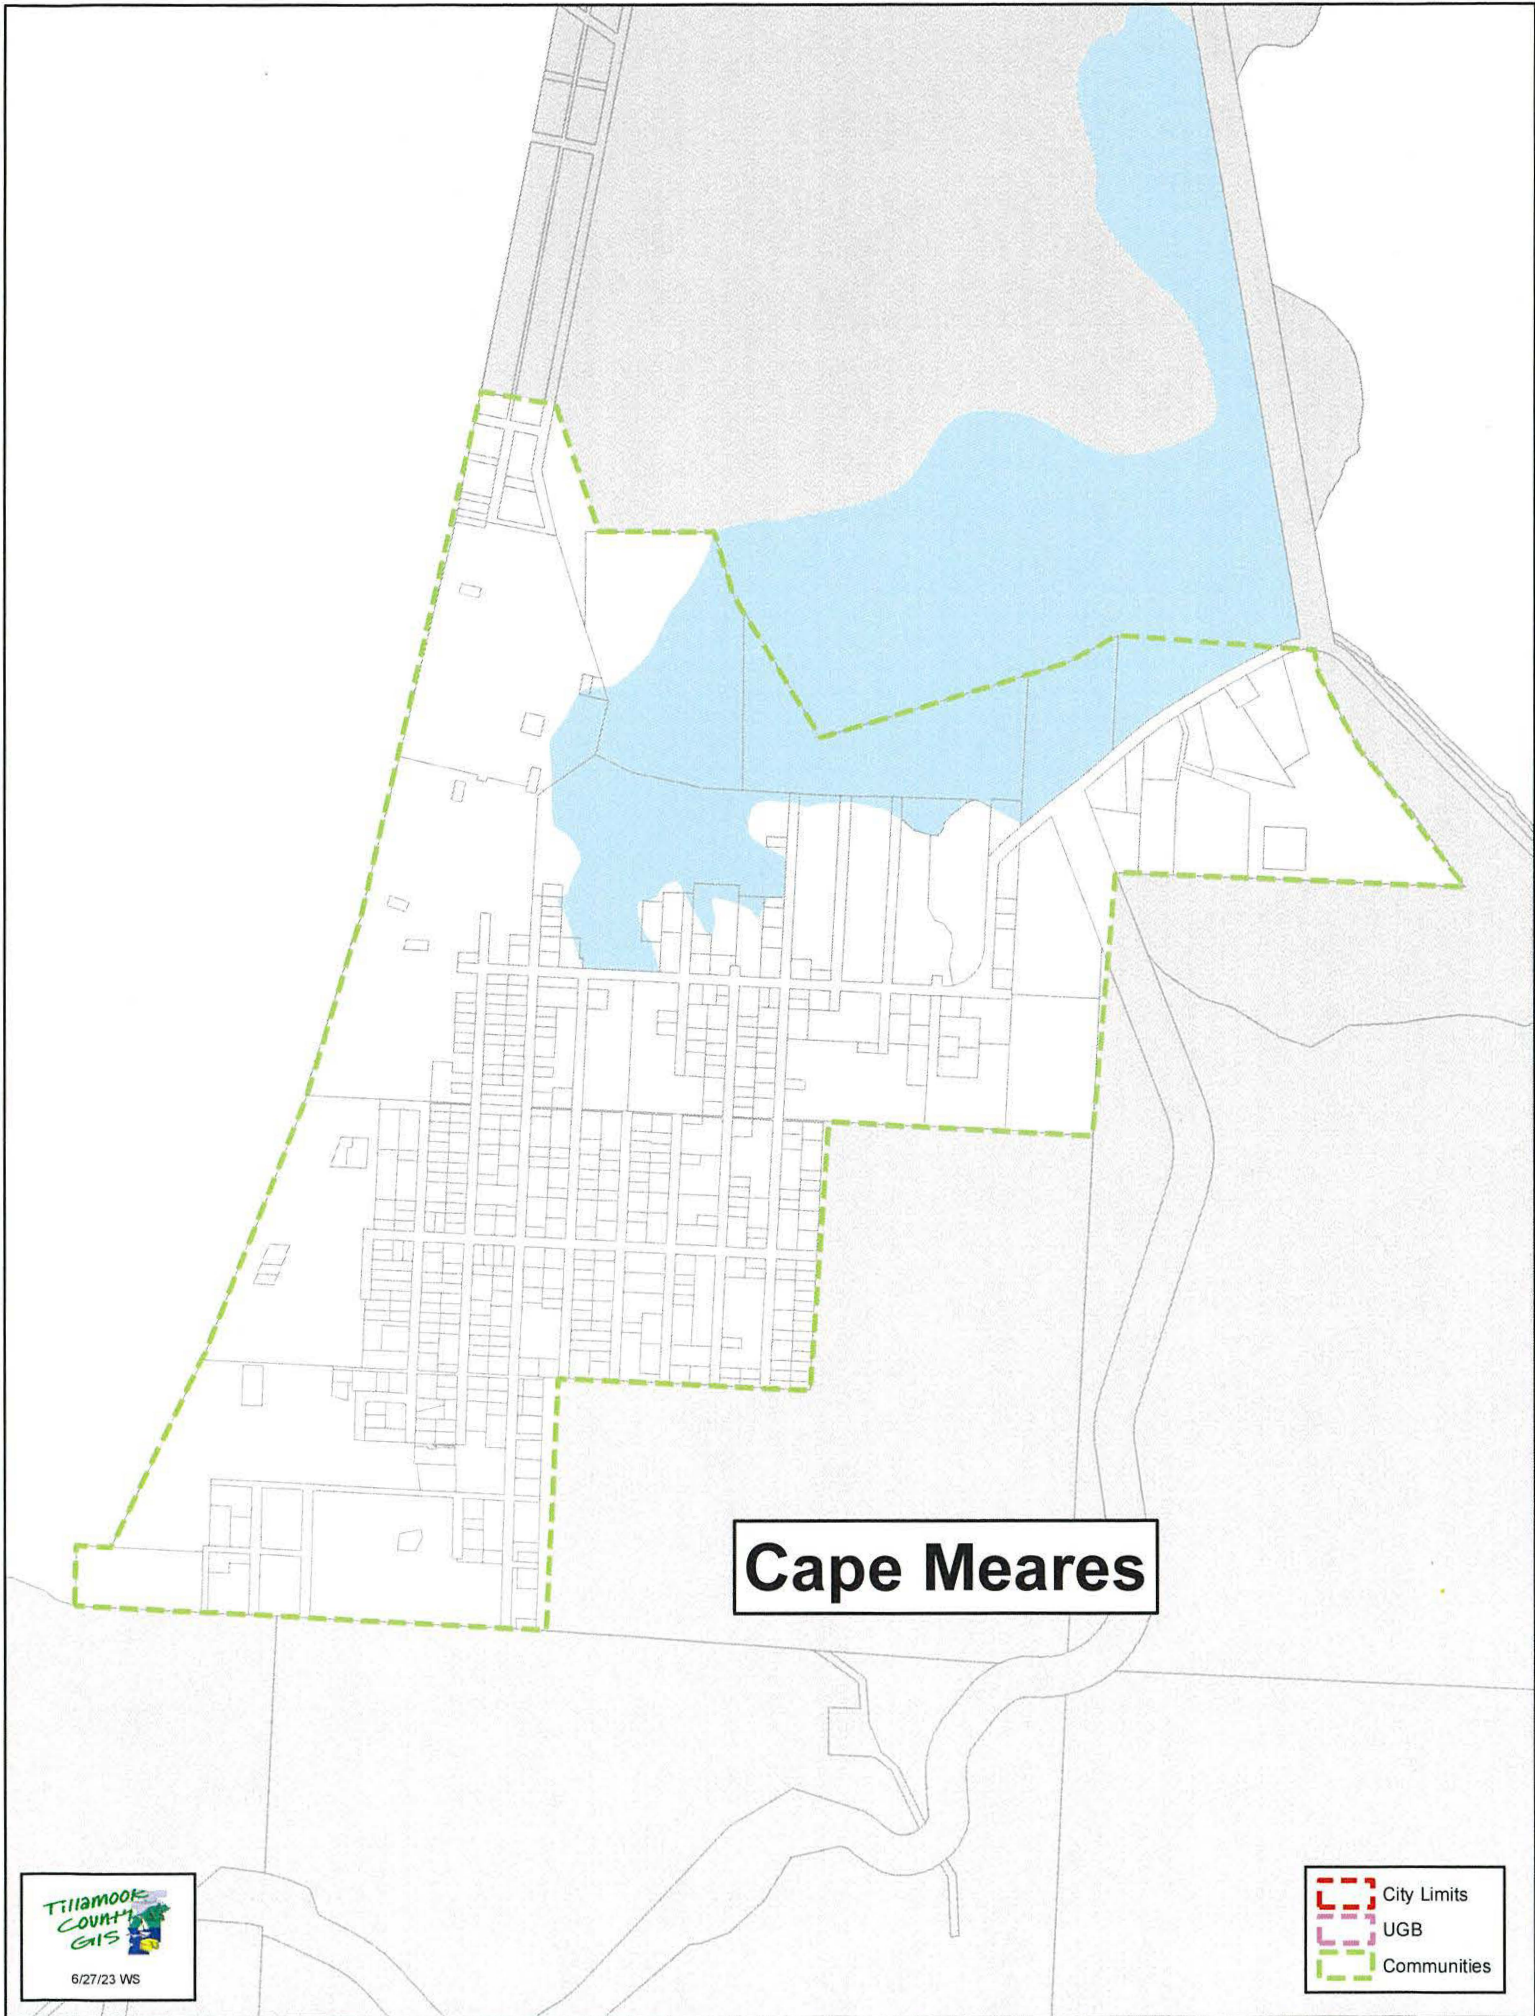 Cape Meares
Tillamook
County
GIS
6/27/23 WS
City Limits
UGB
Communities